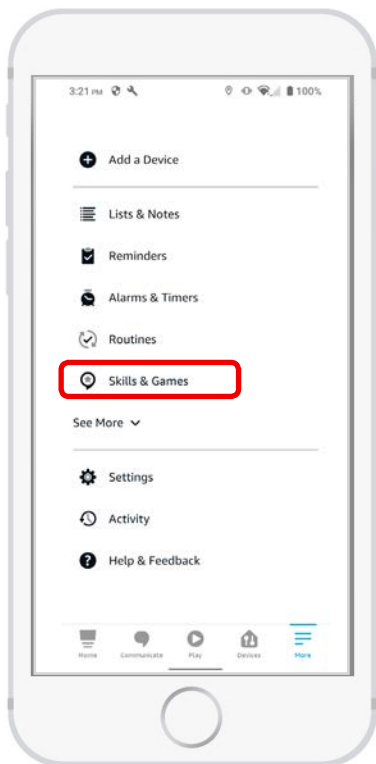 3:21 PM 100%
Add a Device
Lists & Notes
Reminders
Alarms & Timers
Routines
Skills & Games
See More
Settings
Activity
Help & Feedback
Home Communicate Play Devices More